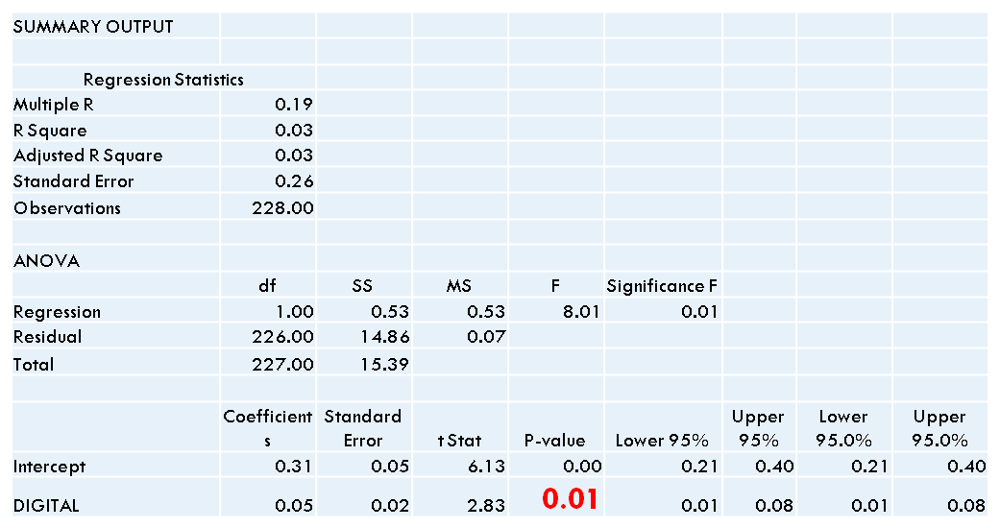 SUMMARY OUTPUT
Regression Statistics
Multiple R 0.19
R Square 0.03
Adjusted R Square 0.03
Standard Error 0.26
Observations 228.00
ANOVA
df SS MS F Significance F
Regression 1.00 0.53 0.53 8.01 0.01
Residual 226.00 14.86 0.07
Total 227.00 15.39
Coefficient Standard Upper Lower Upper
s Error t Stat P-value Lower 95% 95% 95.0% 95.0%
Intercept 0.31 0.05 6.13 0.00 0.21 0.40 0.21 0.40
DIGITAL 0.05 0.02 2.83 0.01 0.01 0.08 0.01 0.08